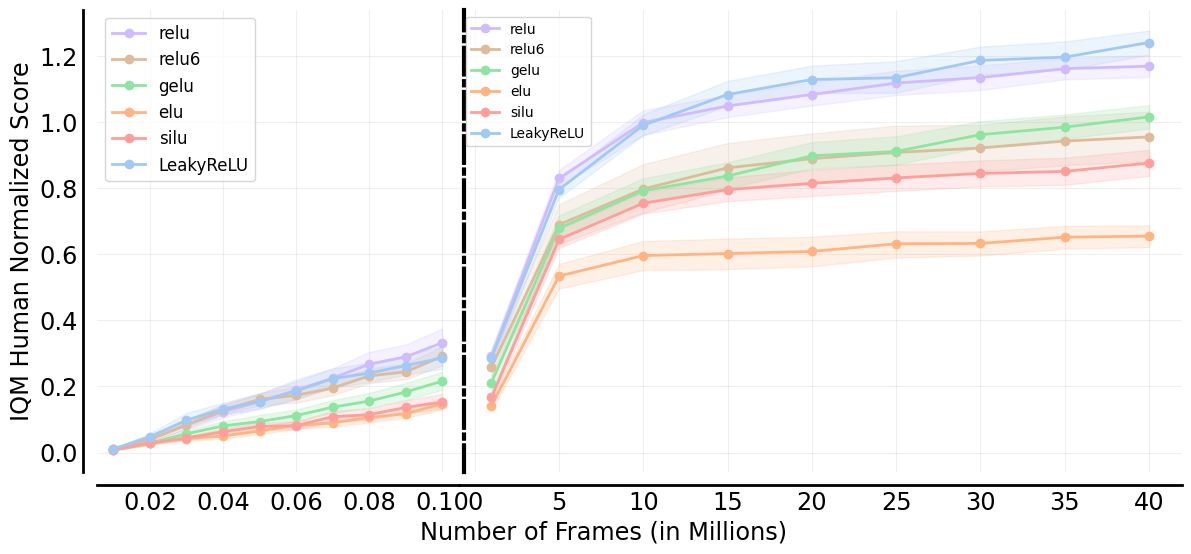 IQM Human Normalized Score
1.2
1.0
0.8
0.6
0.4
0.2
0.0
relu
relu6
gelu
elu
silu
LeakyReLU
relu
relu6
gelu
elu
silu
LeakyReLU
0.02 0.04 0.06 0.08 0.10 0 5 10 15 20 25 30 35 40
Number of Frames (in Millions)